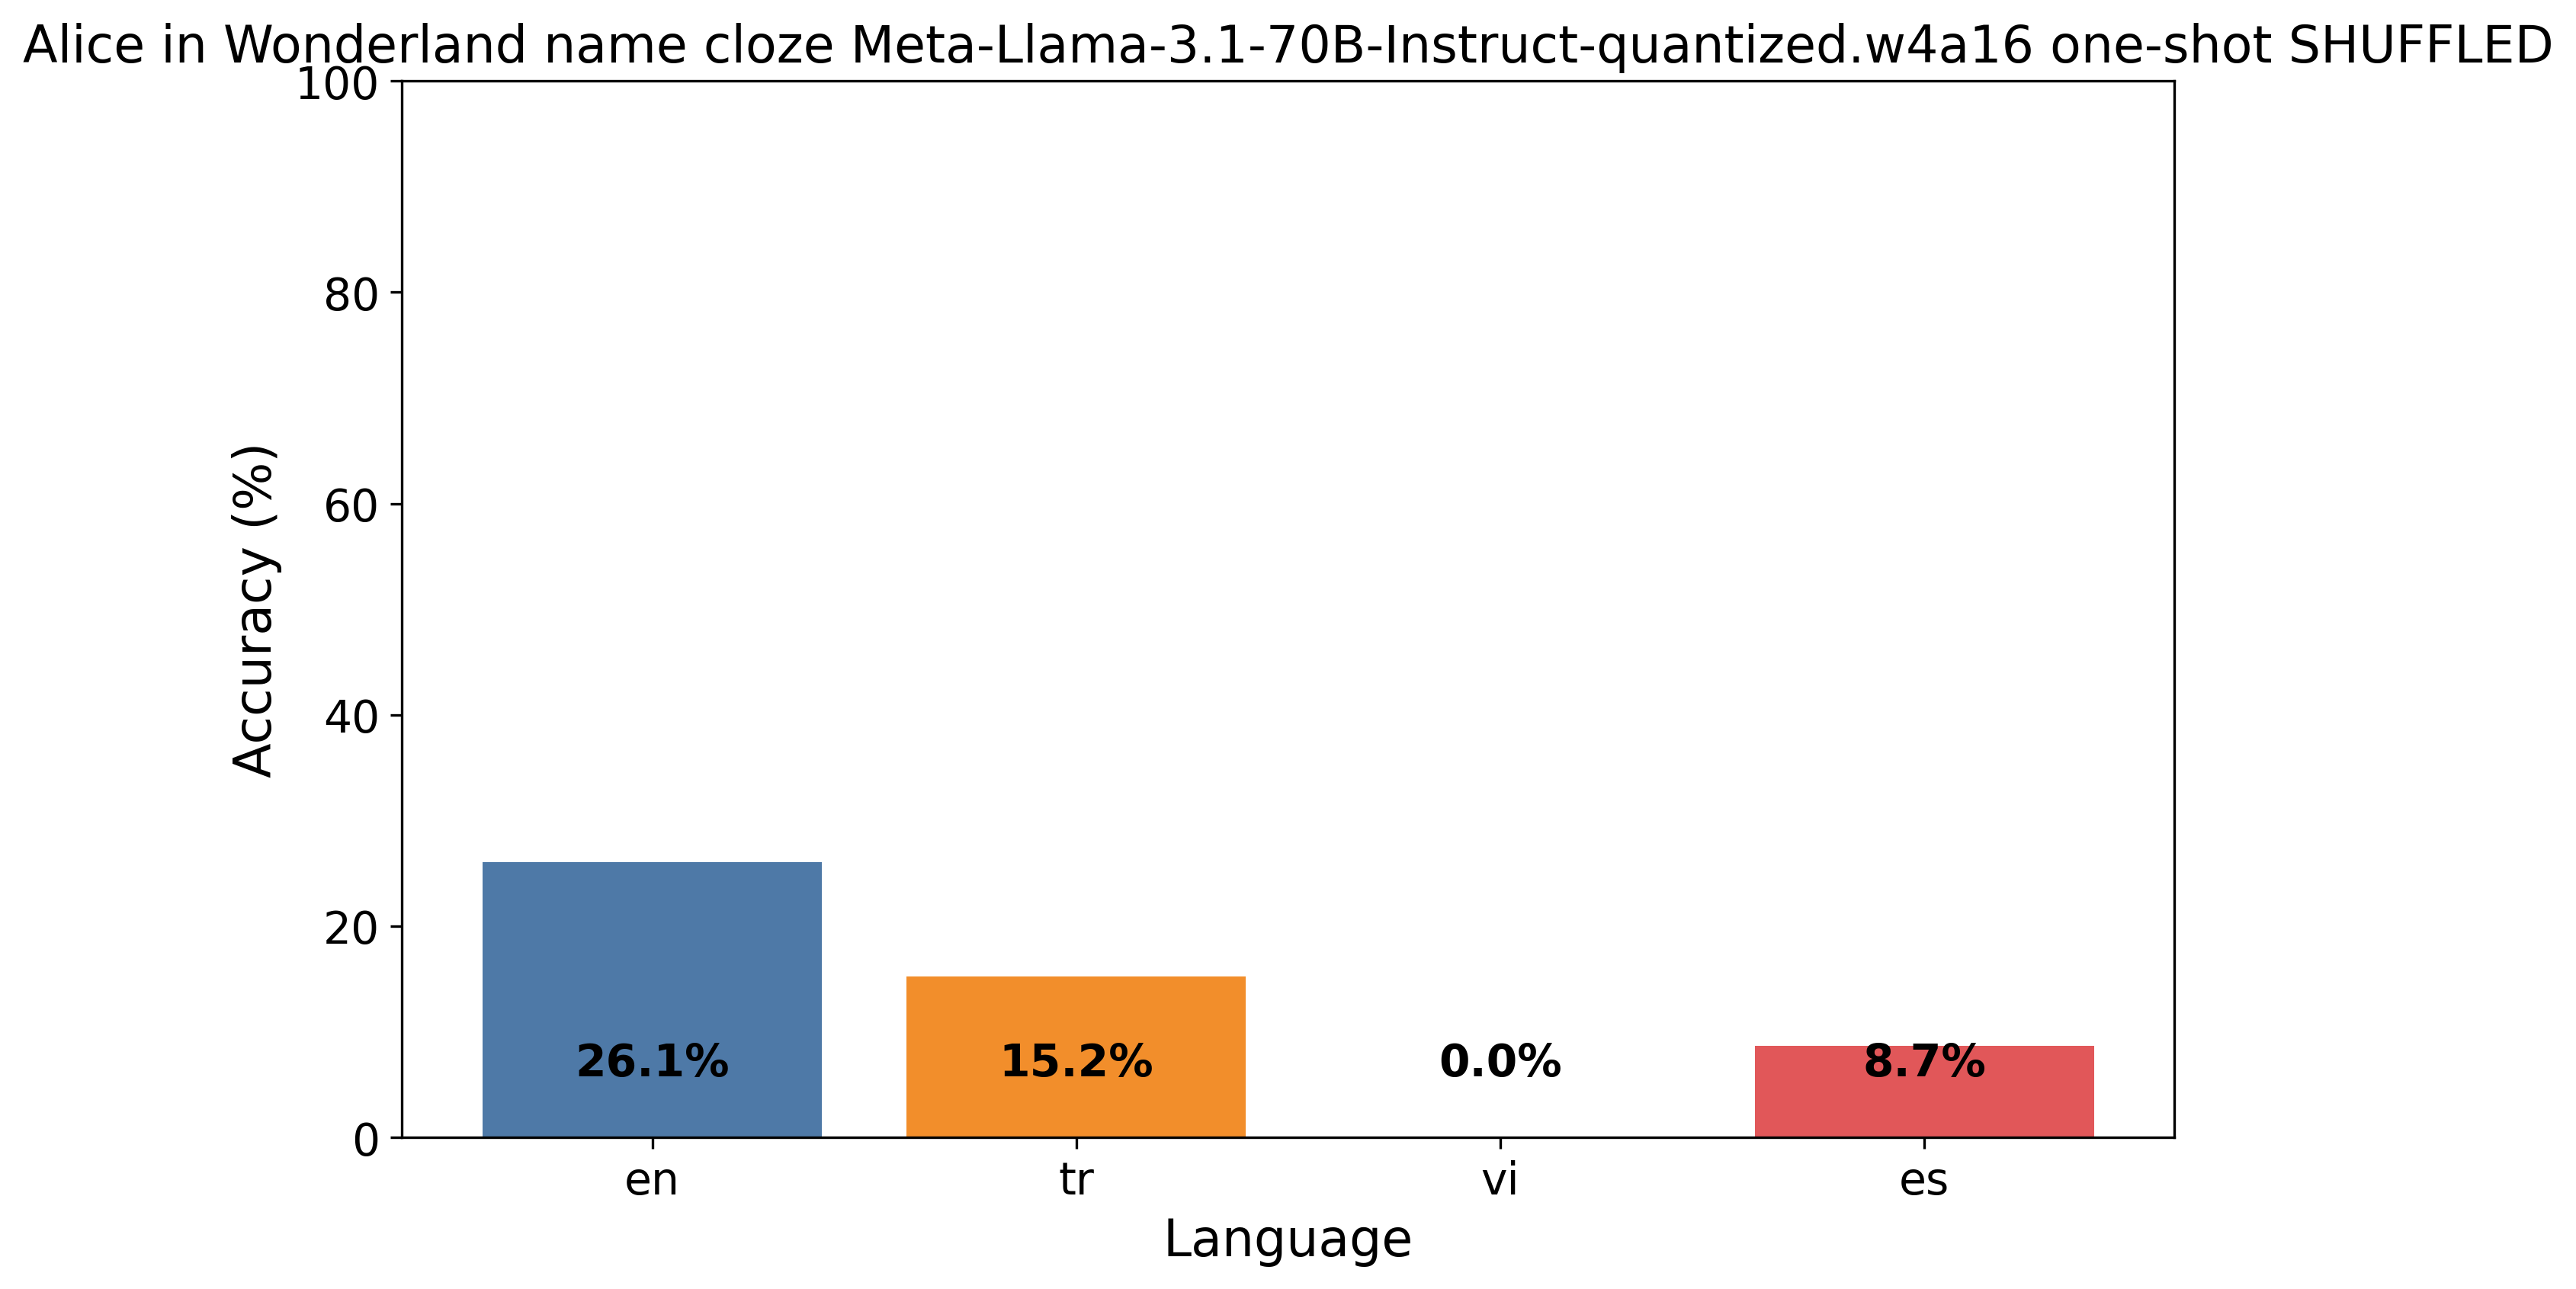 Alice in Wonderland name cloze Meta-Llama-3.1-70B-Instruct-quantized.w4a16 one-shot SHUFFLED
100
80
60
40
20
0
Accuracy (%)
26.1%
15.2%
0.0%
8.7%
en
tr
vi
es
Language